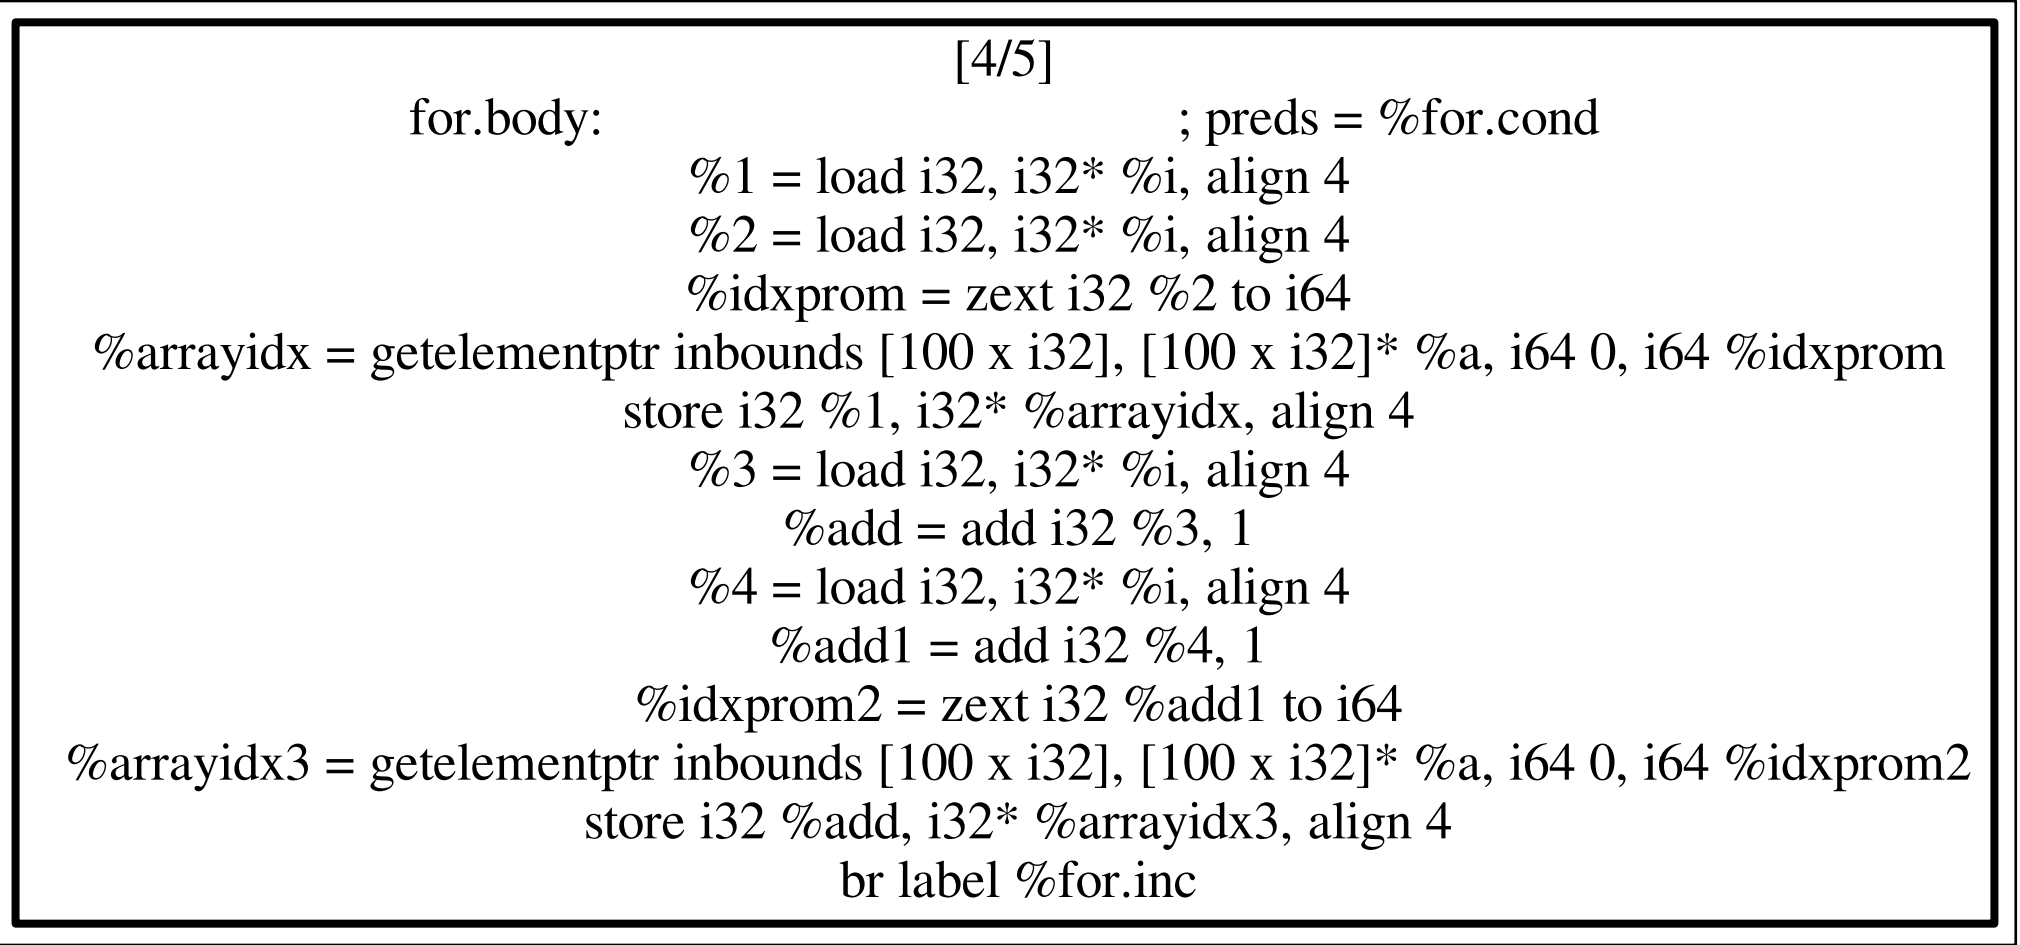 [4/5]
for.body: ; preds = %for.cond
%1 = load i32, i32* %i, align 4
%2 = load i32, i32* %i, align 4
%idxprom = zext i32 %2 to i64
%arrayidx = getelementptr inbounds [100 x i32], [100 x i32]* %a, i64 0, i64 %idxprom
store i32 %1, i32* %arrayidx, align 4
%3 = load i32, i32* %i, align 4
%add = add i32 %3, 1
%4 = load i32, i32* %i, align 4
%add1 = add i32 %4, 1
%idxprom2 = zext i32 %add1 to i64
%arrayidx3 = getelementptr inbounds [100 x i32], [100 x i32]* %a, i64 0, i64 %idxprom2
store i32 %add, i32* %arrayidx3, align 4
br label %for.inc